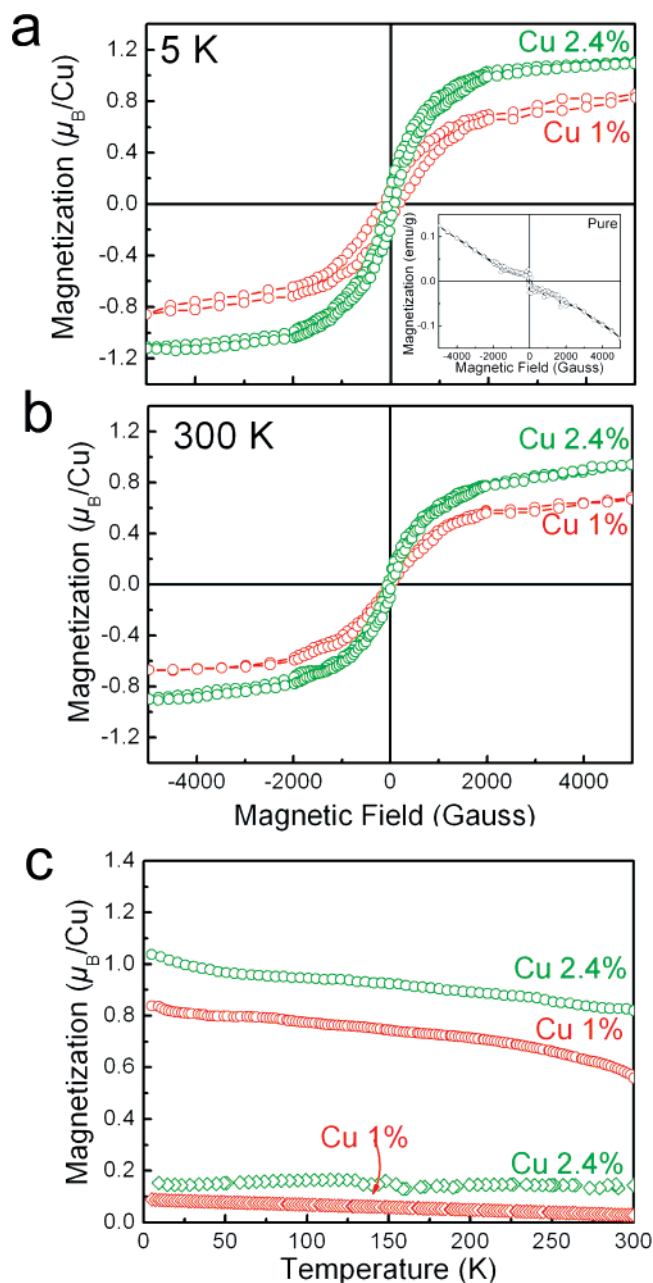 a
5 K
Cu 2.4%
Cu 1%
Magnetization (μB/Cu)
1.2
0.8
0.4
0.0
-0.4
-0.8
-1.2
Pure
Magnetization (emu/g)
0.1
0.0
-0.1
-4000 -2000 0 2000 4000
Magnetic Field (Gauss)
b
300 K
Cu 2.4%
Cu 1%
Magnetization (μB/Cu)
1.2
0.8
0.4
0.0
-0.4
-0.8
-1.2
-4000 -2000 0 2000 4000
Magnetic Field (Gauss)
c
Magnetization (μB/Cu)
1.4
1.2
1.0
0.8
0.6
0.4
0.2
0.0
Cu 2.4%
Cu 1%
Cu 1%
Cu 2.4%
0 50 100 150 200 250 300
Temperature (K)